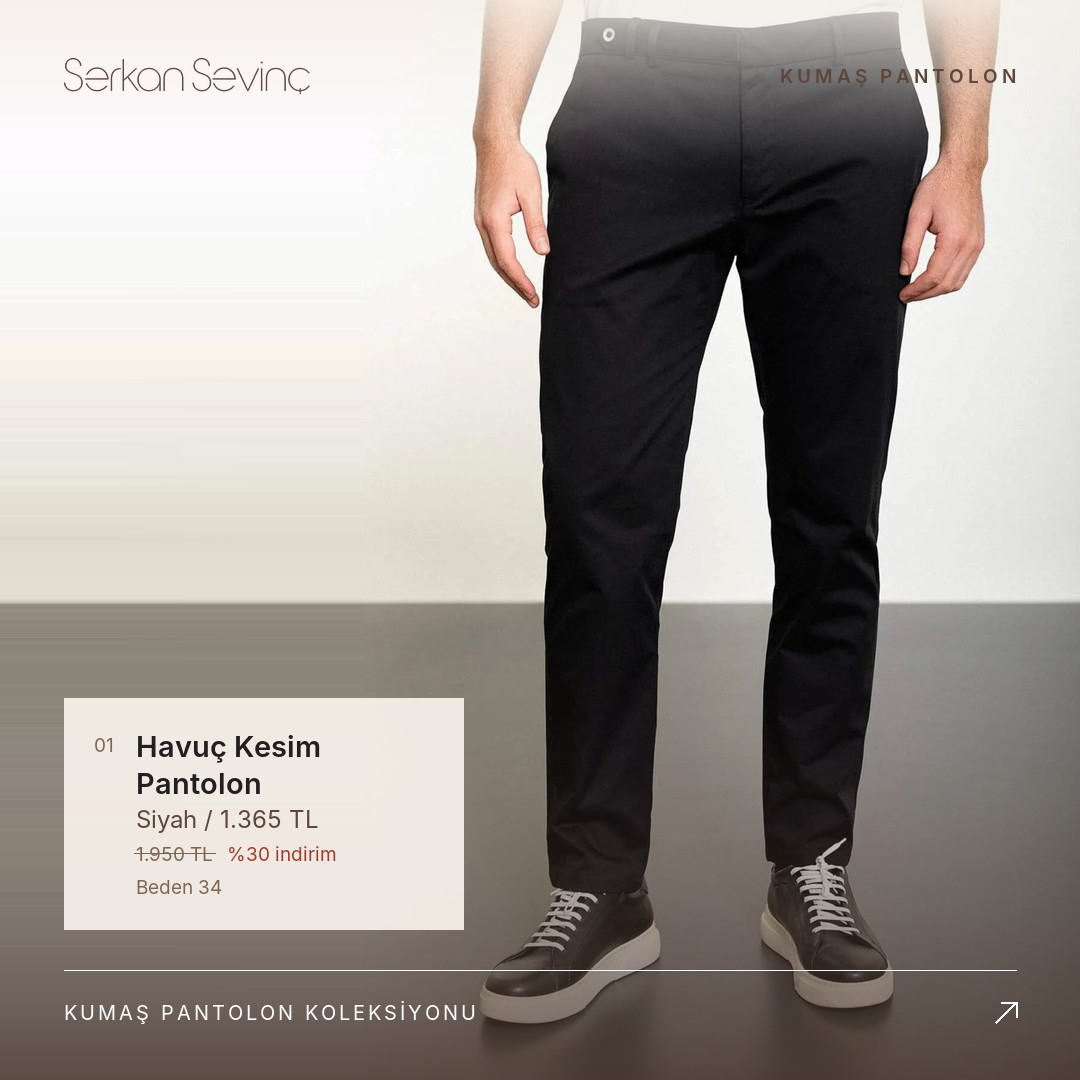 Serkan Sevinç
KUMAŞ PANTOLON
01
Havuç Kesim
Pantolon
Siyah / 1.365 TL
1.950 TL %30 indirim
Beden 34
KUMAŞ PANTOLON KOLEKSİYONU